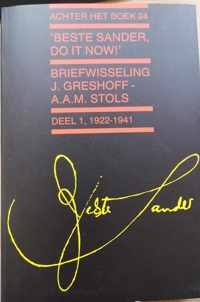 ACHTER HET BOEK 24
'BESTE SANDER,
DO IT NOW!'
BRIEFWISSELING
J. GRESHOFF -
A.A.M. STOLS
DEEL 1, 1922-1941
Beste Sander